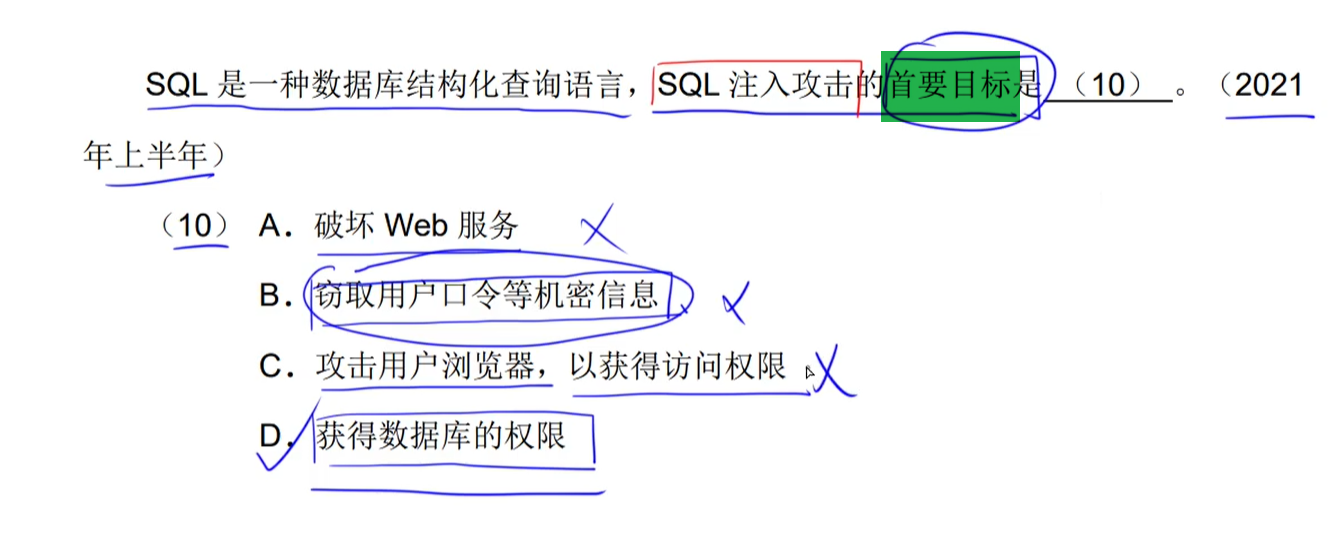 SQL 是一种数据库结构化查询语言，SQL 注入攻击的首要目标是 （10） 。（2021
年上半年）
（10） A．破坏 Web 服务
B．窃取用户口令等机密信息
C．攻击用户浏览器，以获得访问权限
D．获得数据库的权限